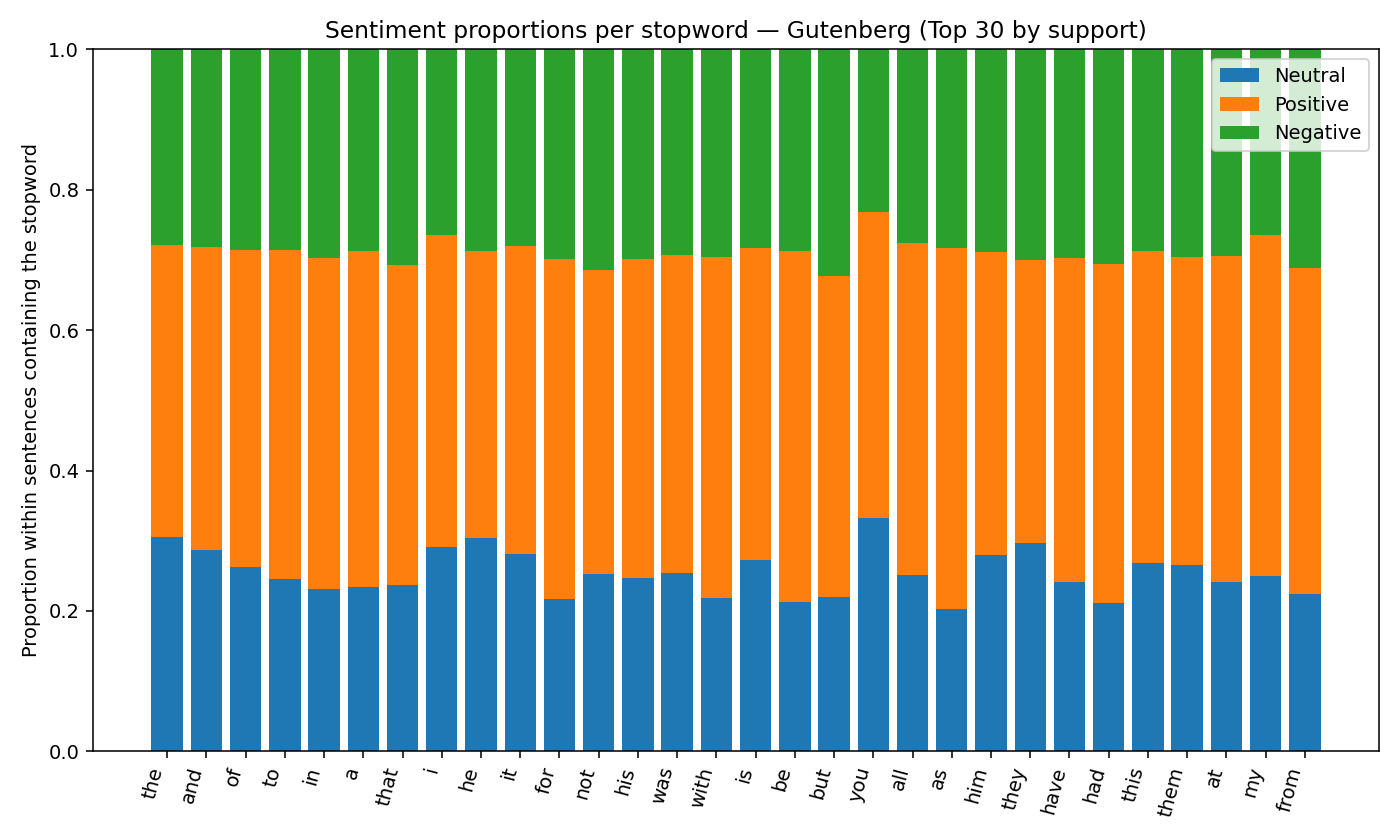 Sentiment proportions per stopword — Gutenberg (Top 30 by support)
Proportion within sentences containing the stopword
1.0
0.8
0.6
0.4
0.2
0.0
Neutral
Positive
Negative
the and of to in a that i he it for not his was with is be but you all as him they have had this them at my from